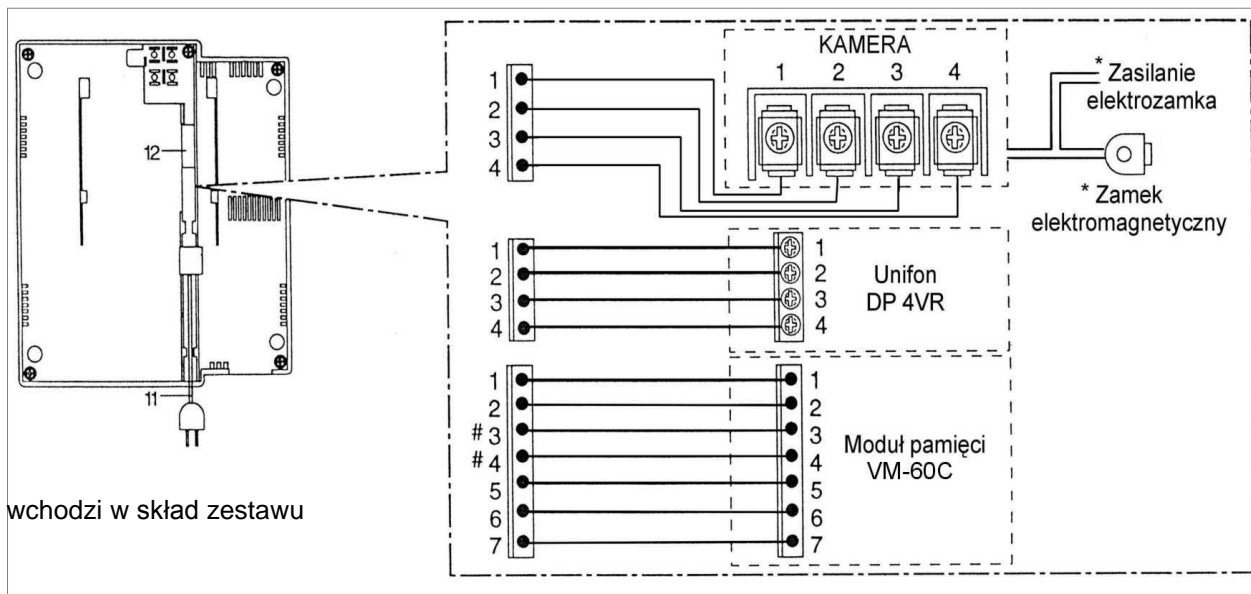 12
11
wchodzi w skład zestawu
KAMERA
1 2 3 4
1
2
3
4
* Zasilanie
elektrozamka
* Zamek
elektromagnetyczny
1
2
3
4
1
2
3
4
Unifon
DP 4VR
1
2
# 3
# 4
5
6
7
1
2
3
4
5
6
7
Moduł pamięci
VM-60C